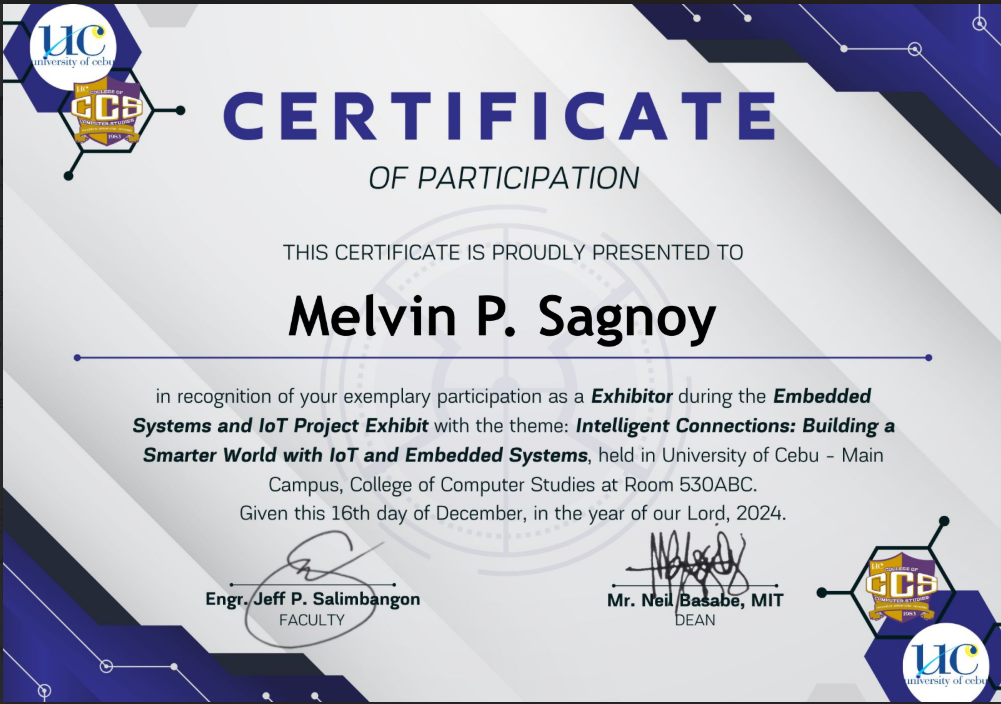 UC
university of cebu
UC
COLLEGE OF
CCS
COMPUTER STUDIES
1983
CERTIFICATE
OF PARTICIPATION
THIS CERTIFICATE IS PROUDLY PRESENTED TO
Melvin P. Sagnoy
in recognition of your exemplary participation as a Exhibitor during the Embedded
Systems and IoT Project Exhibit with the theme: Intelligent Connections: Building a
Smarter World with IoT and Embedded Systems, held in University of Cebu - Main
Campus, College of Computer Studies at Room 530ABC.
Given this 16th day of December, in the year of our Lord, 2024.
Engr. Jeff P. Salimbangon
FACULTY
Mr. Neil Basabe, MIT
DEAN
UC
COLLEGE OF
CCS
COMPUTER STUDIES
1983
UC
university of cebu